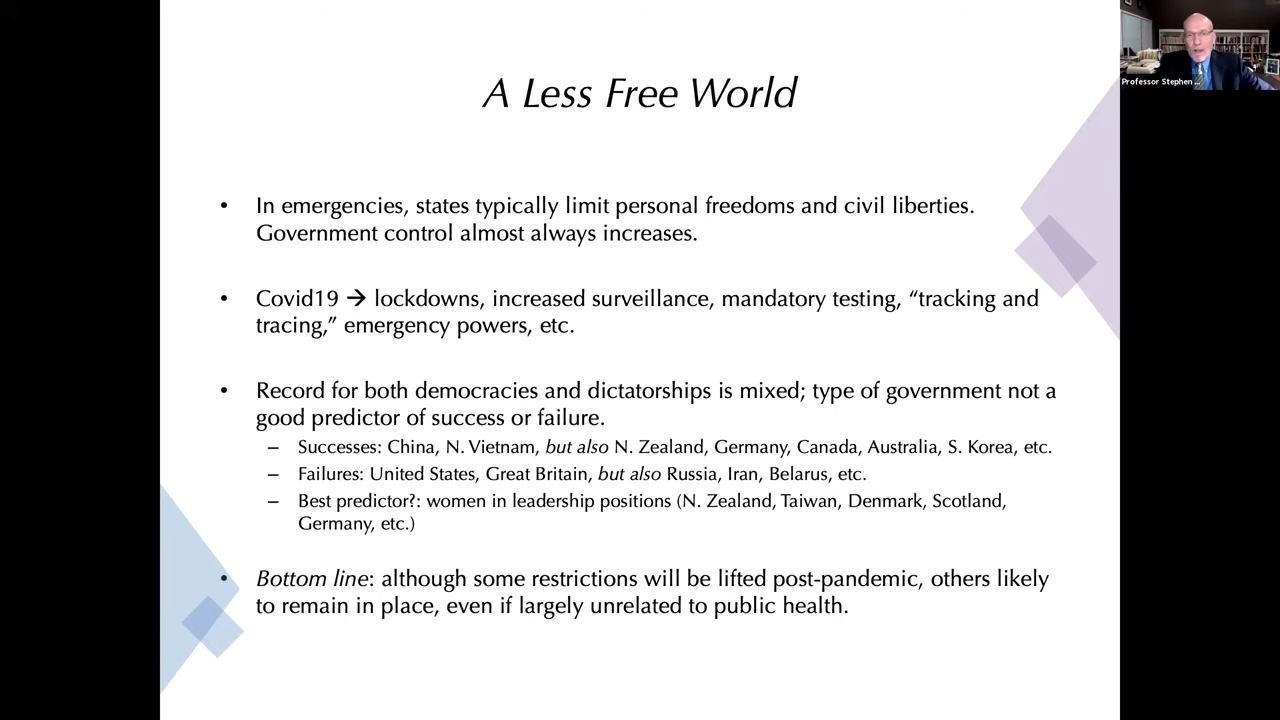 A Less Free World
Professor Stephen ...
• In emergencies, states typically limit personal freedoms and civil liberties.
Government control almost always increases.
• Covid19 → lockdowns, increased surveillance, mandatory testing, “tracking and
tracing,” emergency powers, etc.
• Record for both democracies and dictatorships is mixed; type of government not a
good predictor of success or failure.
– Successes: China, N. Vietnam, but also N. Zealand, Germany, Canada, Australia, S. Korea, etc.
– Failures: United States, Great Britain, but also Russia, Iran, Belarus, etc.
– Best predictor?: women in leadership positions (N. Zealand, Taiwan, Denmark, Scotland,
Germany, etc.)
• Bottom line: although some restrictions will be lifted post-pandemic, others likely
to remain in place, even if largely unrelated to public health.